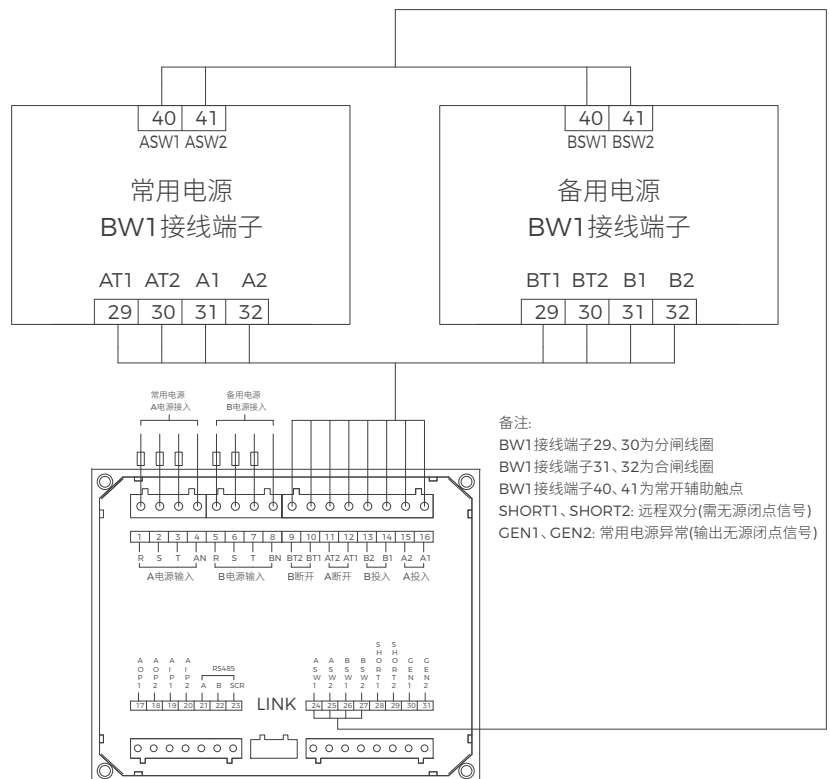 40 41
ASW1 ASW2
常用电源
BW1接线端子
AT1 AT2 A1 A2
29 30 31 32
40 41
BSW1 BSW2
备用电源
BW1接线端子
BT1 BT2 B1 B2
29 30 31 32
常用电源
A电源接入
备用电源
B电源接入
备注:
BW1接线端子29、30为分闸线圈
BW1接线端子31、32为合闸线圈
BW1接线端子40、41为常开辅助触点
SHORT1、SHORT2: 远程双分(需无源闭点信号)
GEN1、GEN2: 常用电源异常(输出无源闭点信号)
1 2 3 4 5 6 7 8 9 10 11 12 13 14 15 16
R S T AN R S T BN BT2 BT1 AT2 AT1 B2 B1 A2 A1
A电源输入 B电源输入 B断开 A断开 B投入 A投入
AOP1 AOP2 AIP1 AIP2
RS485
A B SCR
17 18 19 20 21 22 23
LINK
ASW1 ASW2 BSW1 BSW2 SHORT1 SHORT2 GEN1 GEN2
24 25 26 27 28 29 30 31